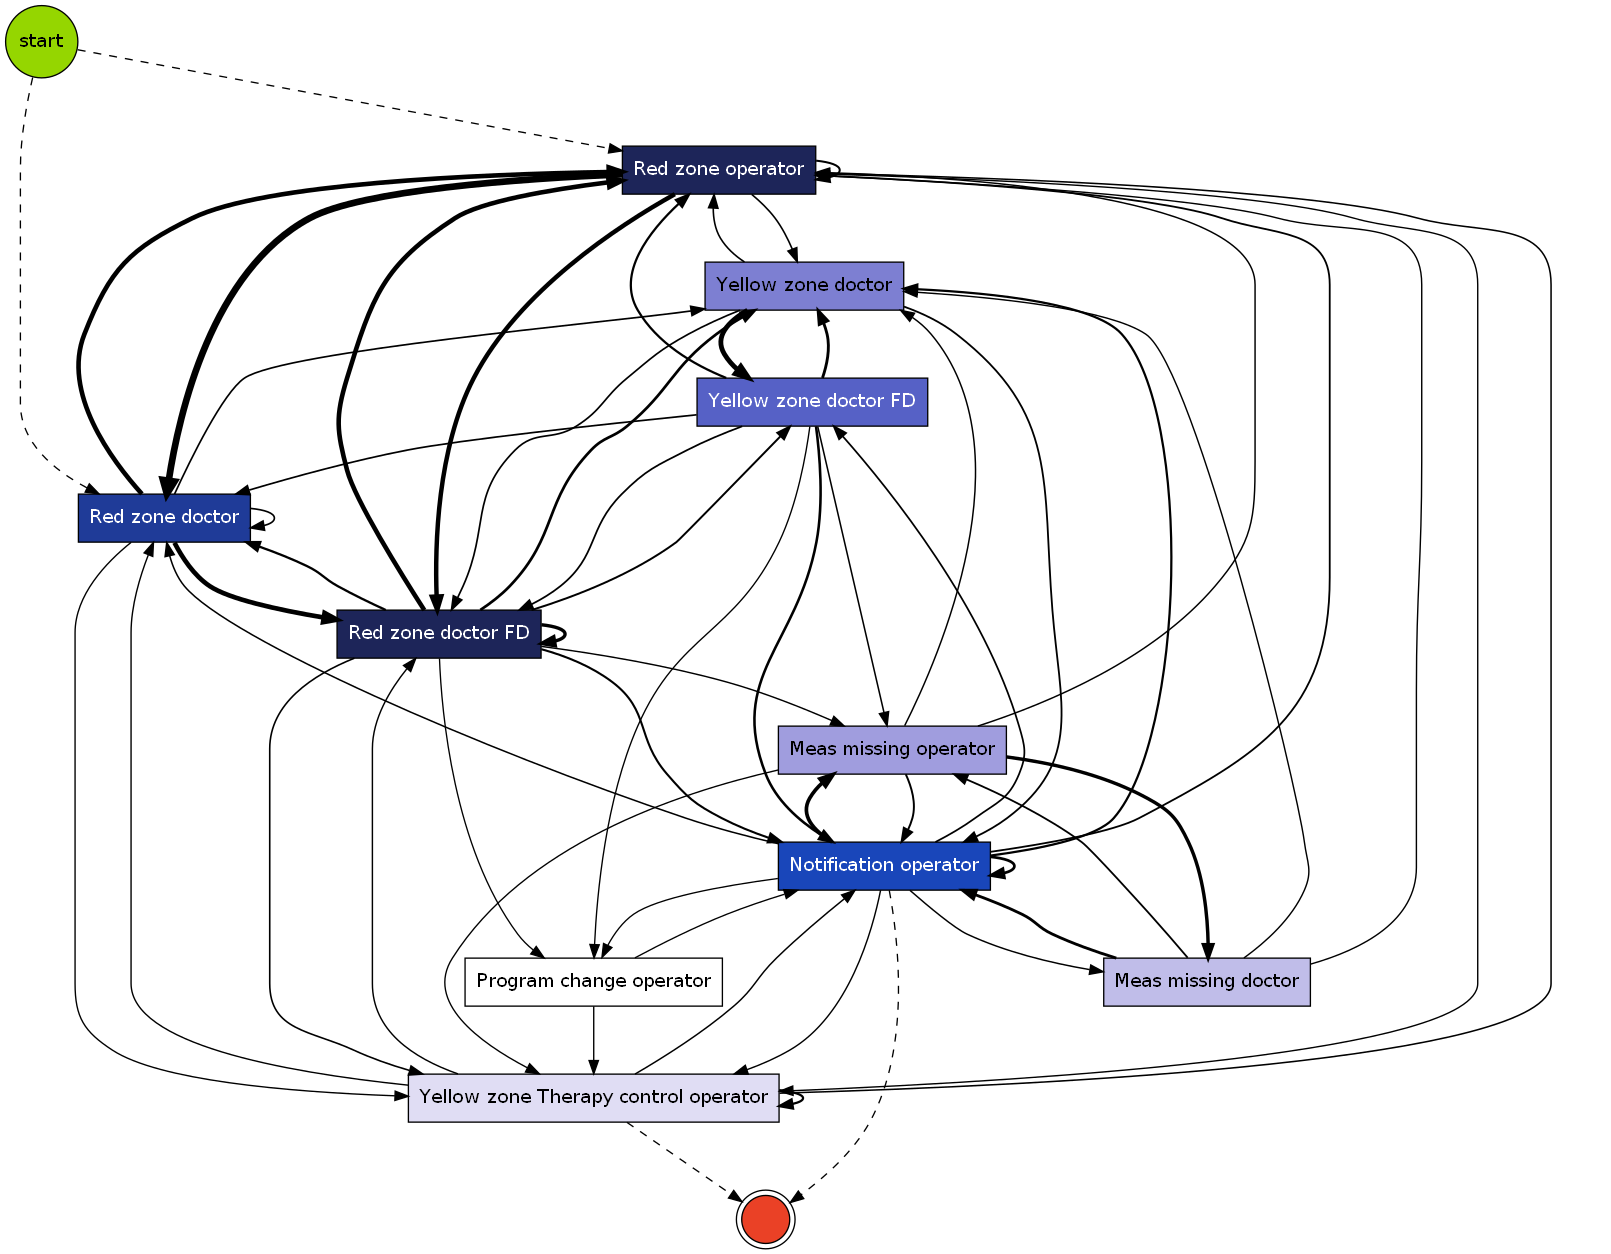 start
Red zone operator
Yellow zone doctor
Yellow zone doctor FD
Red zone doctor
Red zone doctor FD
Meas missing operator
Notification operator
Program change operator
Meas missing doctor
Yellow zone Therapy control operator